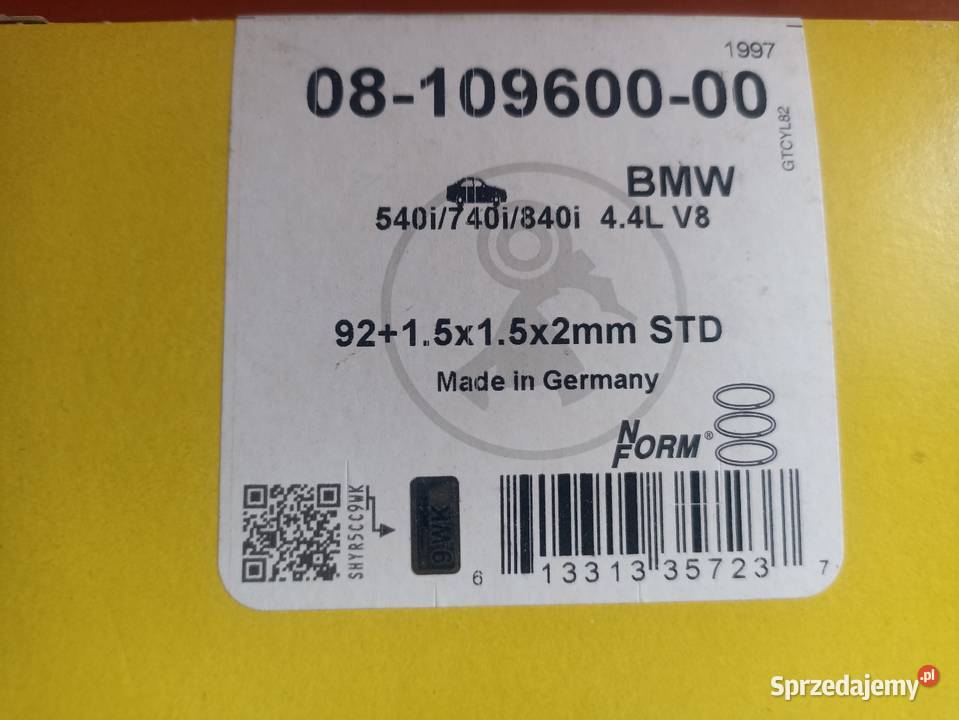 1997
08-109600-00
GTCYL82
BMW
540i/740i/840i 4.4L V8
92+1.5x1.5x2mm STD
Made in Germany
NFORM®
SHYR5CC9WK
9WK
6 13313 35723 7
Sprzedajemy.pl